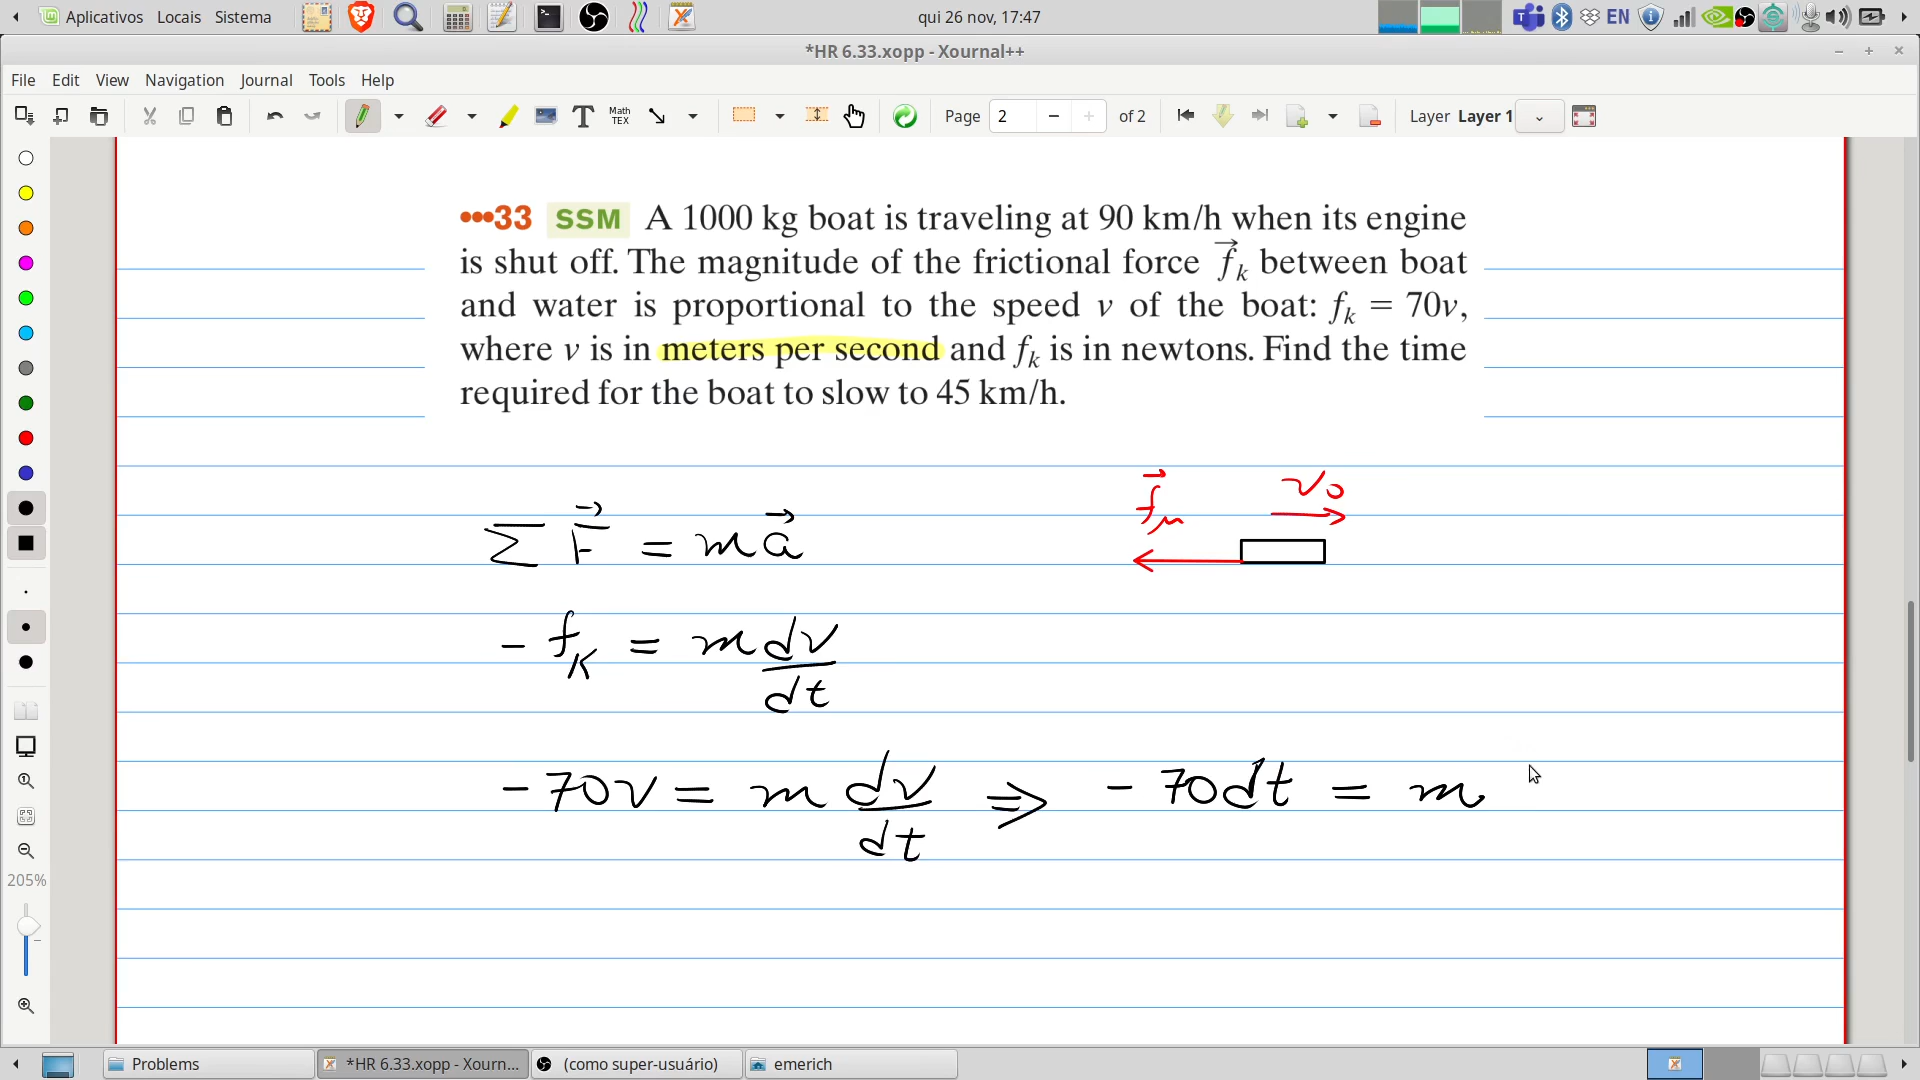 Aplicativos Locais Sistema qui 26 nov, 17:47 EN
*HR 6.33.xopp - Xournal++
File Edit View Navigation Journal Tools Help
Math TEX Page 2 of 2 Layer Layer 1
•••33 SSM A 1000 kg boat is traveling at 90 km/h when its engine
is shut off. The magnitude of the frictional force f⃗k between boat
and water is proportional to the speed v of the boat: fk = 70v,
where v is in meters per second and fk is in newtons. Find the time
required for the boat to slow to 45 km/h.
v₀
ΣF⃗ = ma⃗
- fK = m dv/dt
-70v = m dv/dt ⇒ -70dt = m
205%
Problems *HR 6.33.xopp - Xourn... (como super-usuário) emerich